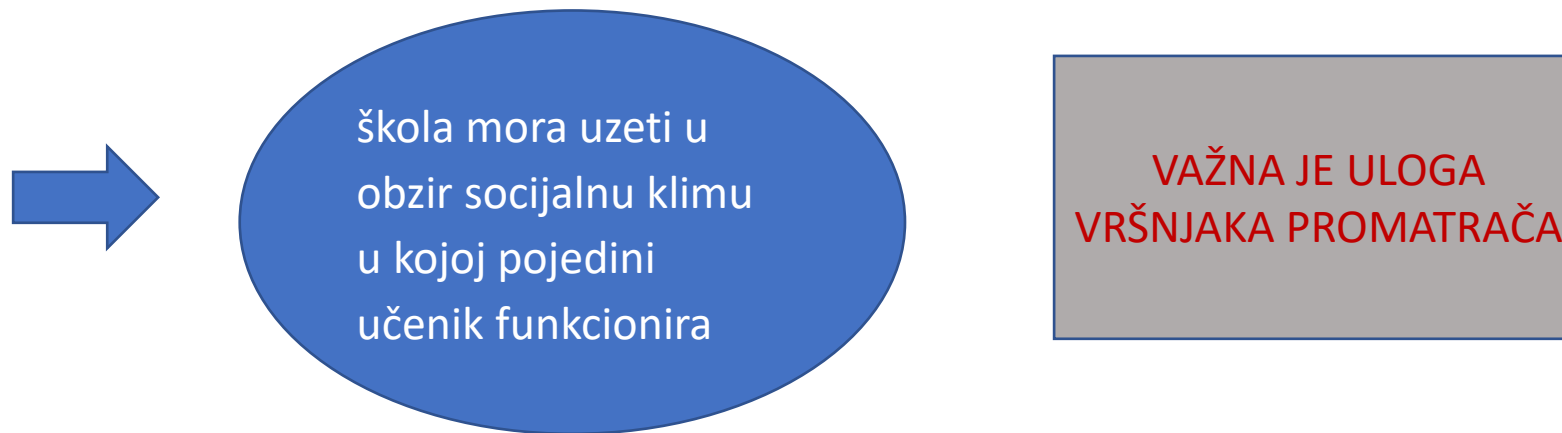 škola mora uzeti u
obzir socijalnu klimu
u kojoj pojedini
učenik funkcionira
VAŽNA JE ULOGA
VRŠNJAKA PROMATRAČA